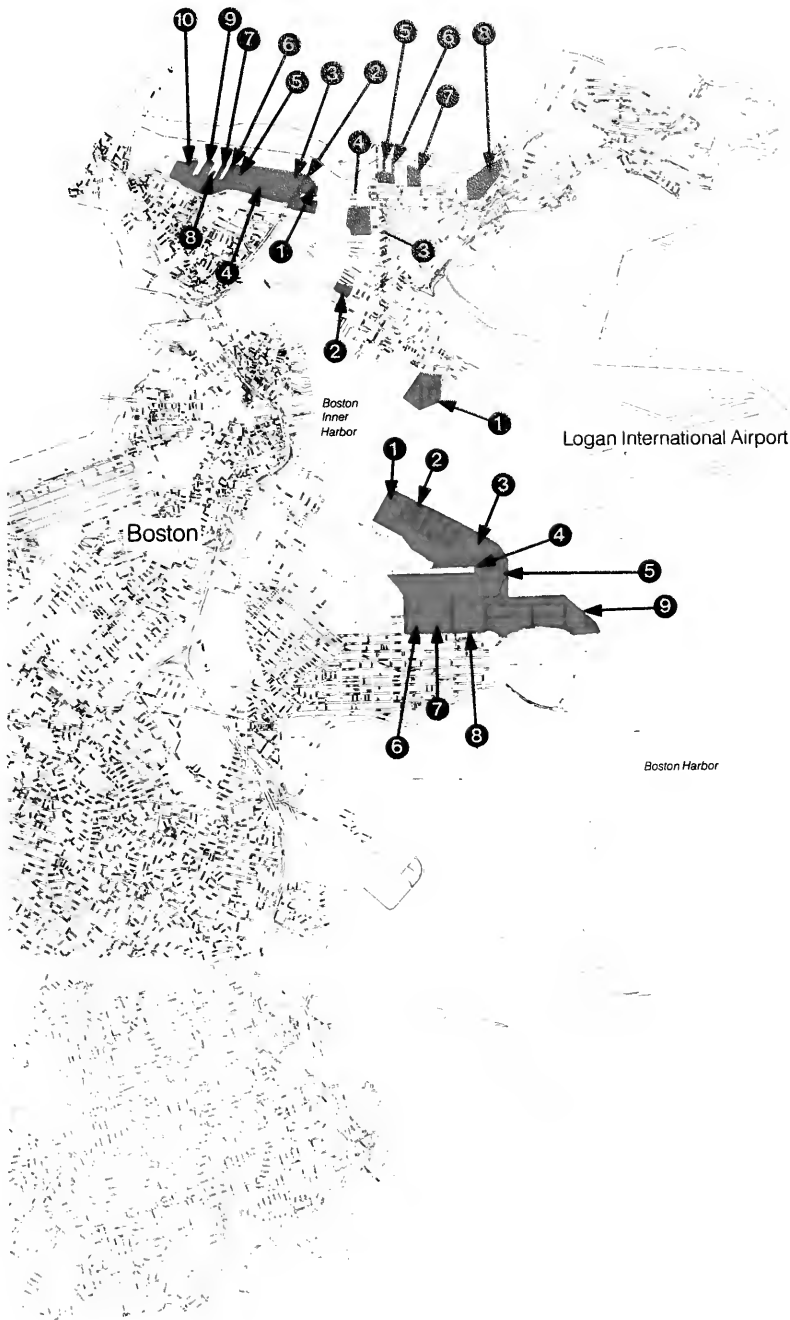 10 9 7 6 5 3 2
5 6 8
7
4
8 4 1
3
2
Boston
Inner
Harbor
1
Logan International Airport
1 2 3
Boston
4
5
9
6 7 8
Boston Harbor